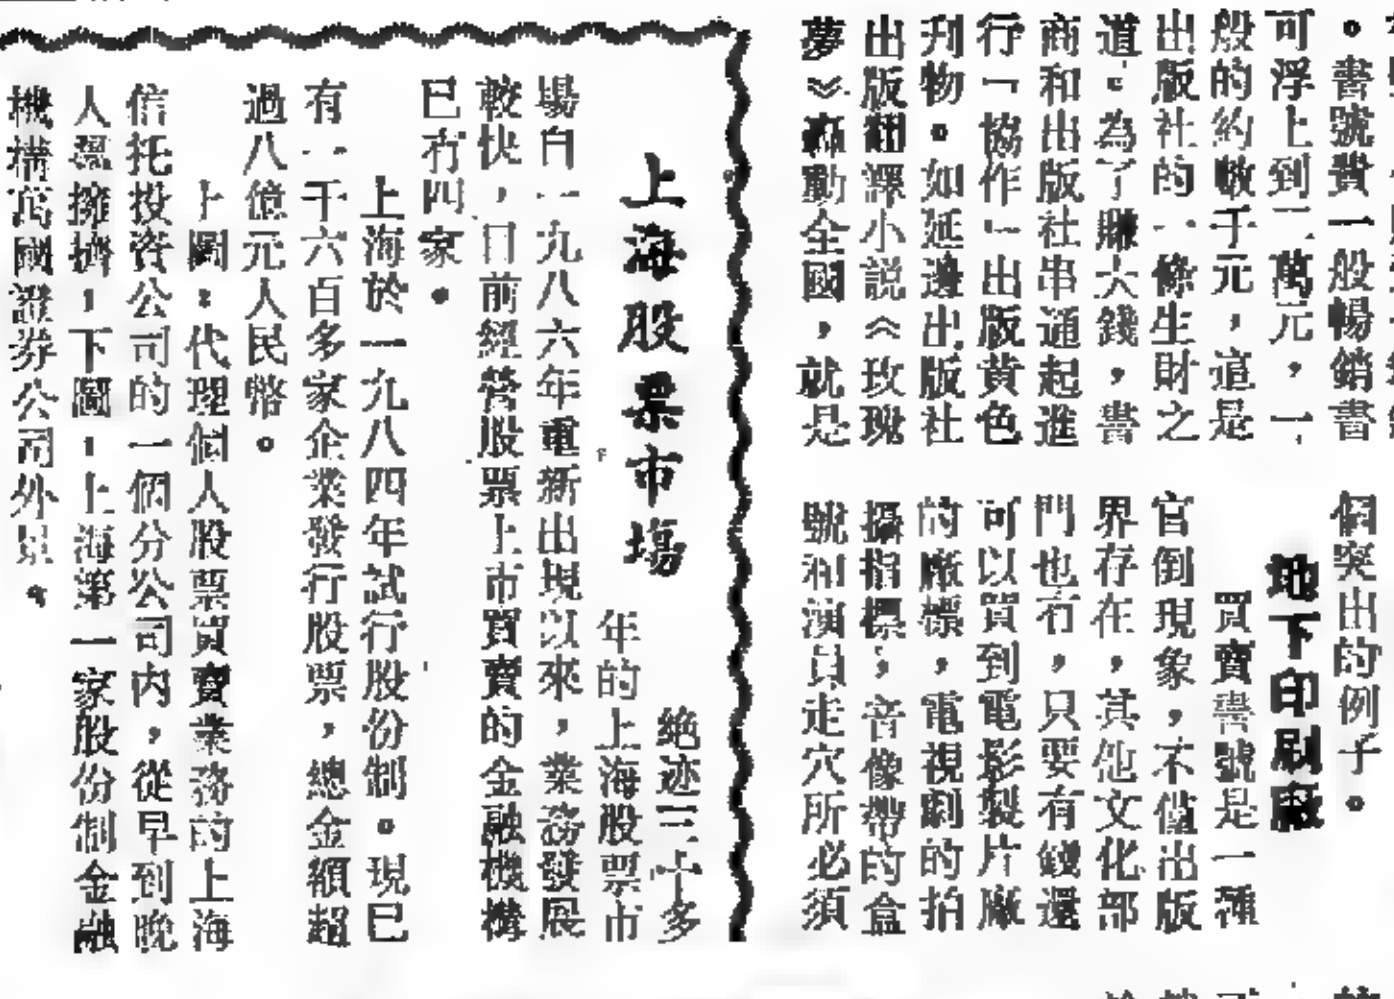 。書號費一般暢銷書
可浮上到二萬元，一
般的約數千元，這是
出版社的一條生財之
道。為了賺大錢，書
商和出版社串通起進
行「協作」出版黃色
刋物。如延邊出版社
出版翻譯小説《玫瑰
夢》轟動全國，就是
個突出的例子。
地下印刷廠
買賣書號是一種
官倒現象，不僅出版
界存在，其他文化部
門也有，只要有錢還
可以買到電影製片廠
的廠標，電視劇的拍
攝指標，音像帶的盒
號和演員走穴所必須
上海股票市塲
絶迹三十多
年的上海股票市
場自一九八六年重新出現以來，業務發展
較快，目前經營股票上市買賣的金融機構
已有四家。
上海於一九八四年試行股份制。現已
有一千六百多家企業發行股票，總金額超
過八億元人民幣。
上圖：代理個人股票買賣業務的上海
信托投資公司的一個分公司内，從早到晚
人羣擁擠，下圖：上海第一家股份制金融
機構萬國證券公司外景。